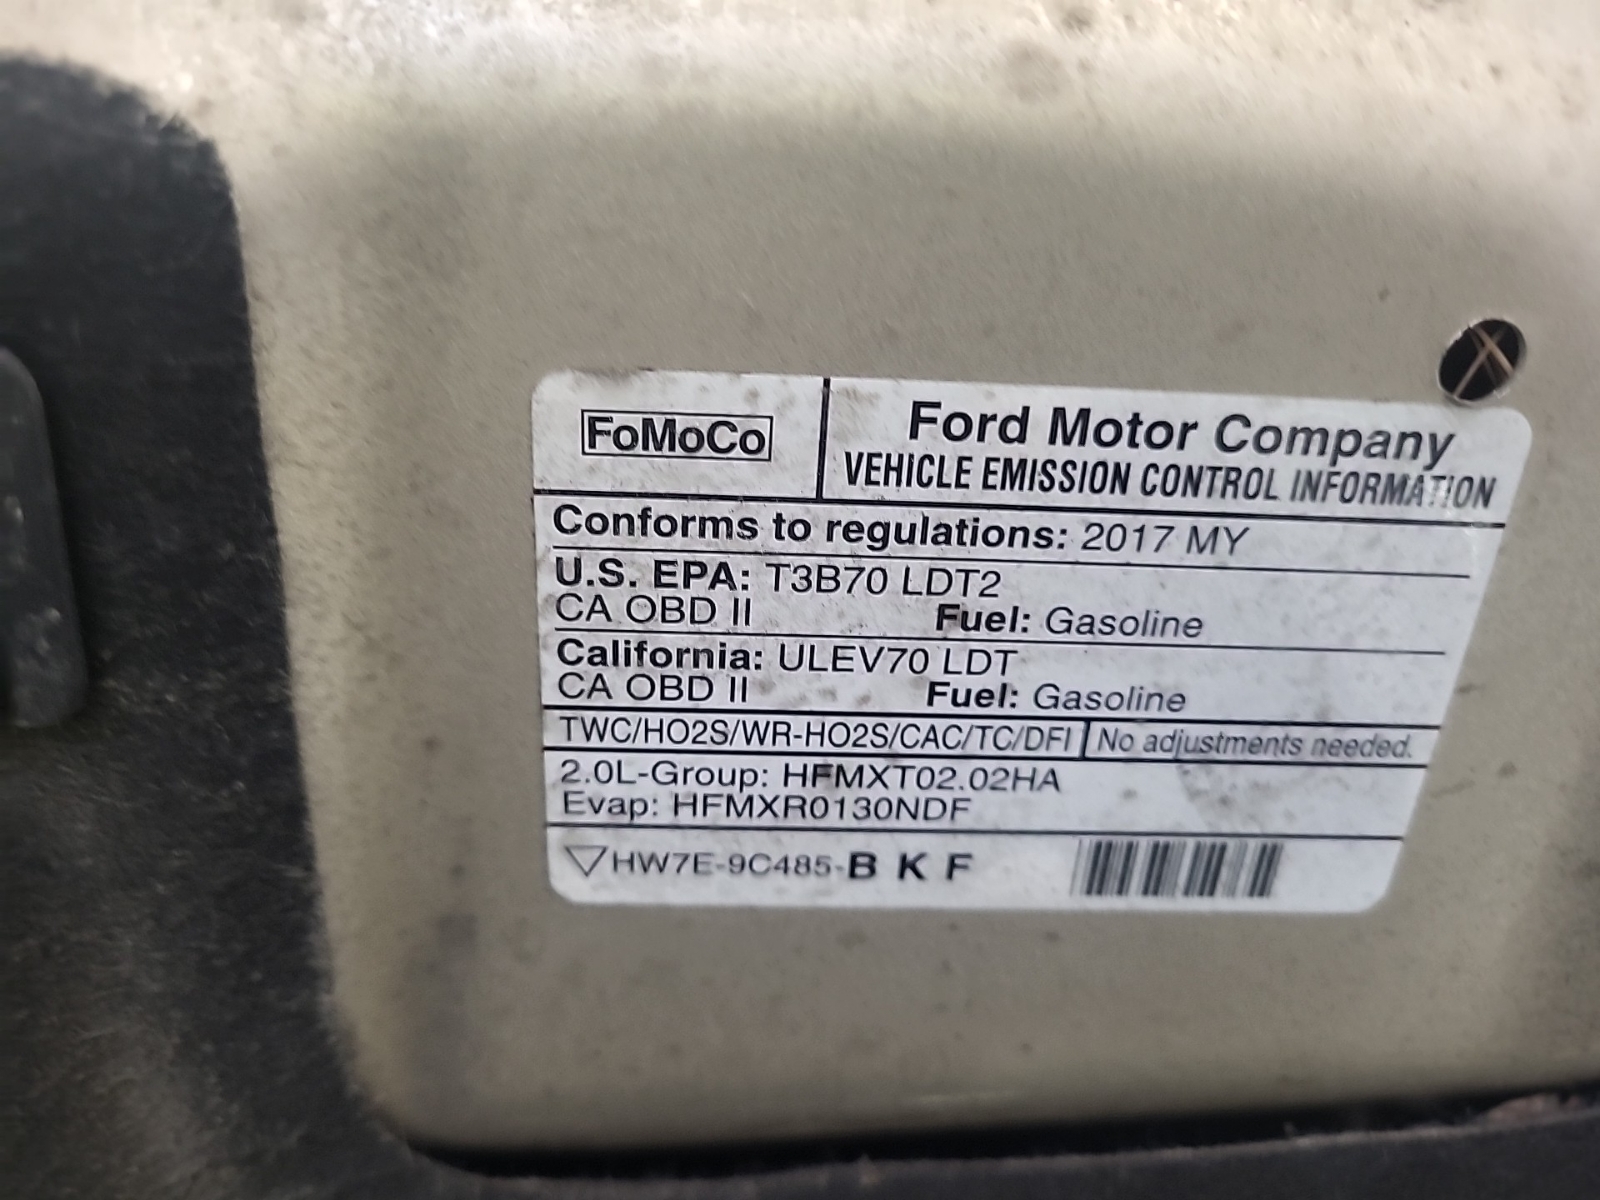 FoMoCo
Ford Motor Company
VEHICLE EMISSION CONTROL INFORMATION
Conforms to regulations: 2017 MY
U.S. EPA: T3B70 LDT2
CA OBD II Fuel: Gasoline
California: ULEV70 LDT
CA OBD II Fuel: Gasoline
TWC/HO2S/WR-HO2S/CAC/TC/DFI No adjustments needed.
2.0L-Group: HFMXT02.02HA
Evap: HFMXR0130NDF
HW7E-9C485-B K F